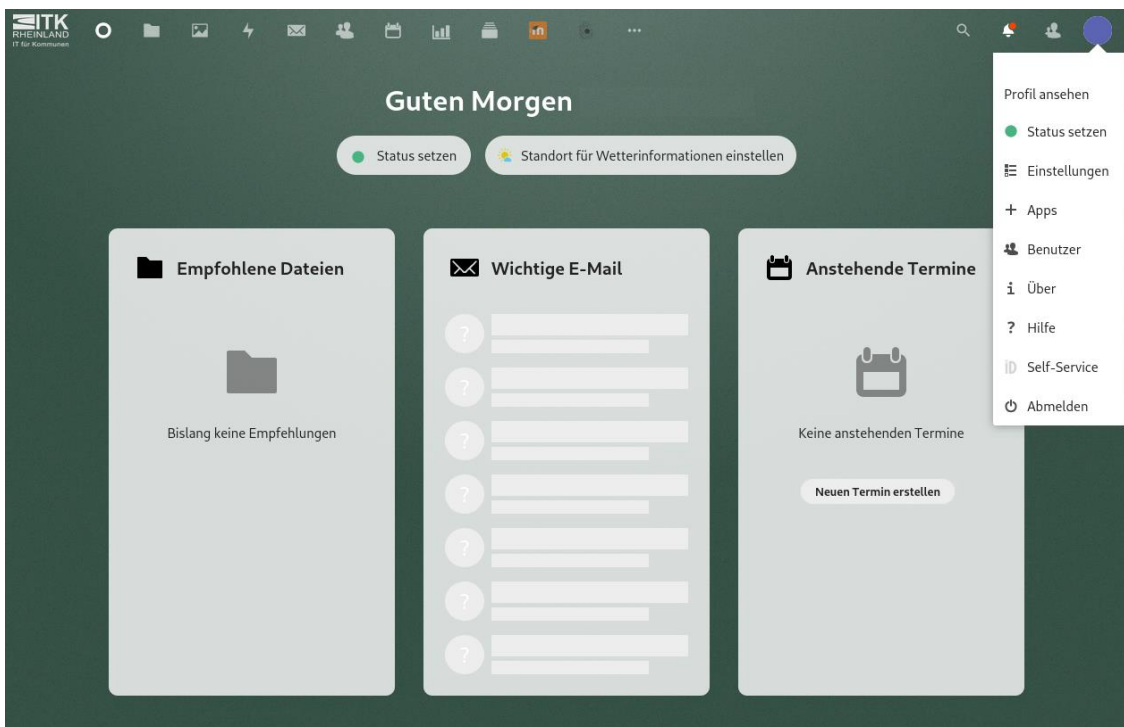 ITK
RHEINLAND
IT für Kommunen
Guten Morgen
Status setzen
Standort für Wetterinformationen einstellen
Profil ansehen
Status setzen
Einstellungen
Apps
Benutzer
Über
Hilfe
Self-Service
Abmelden
Empfohlene Dateien
Bislang keine Empfehlungen
Wichtige E-Mail
?
?
?
?
?
?
?
Anstehende Termine
Keine anstehenden Termine
Neuen Termin erstellen